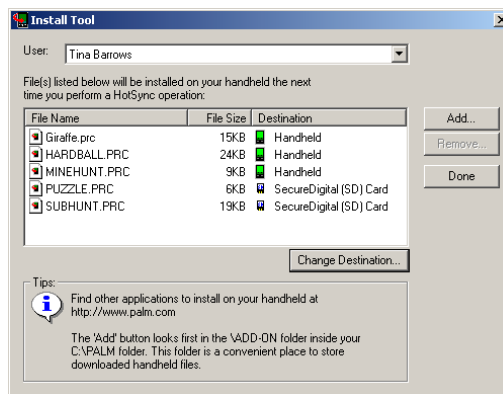 Install Tool
User: Tina Barrows
File(s) listed below will be installed on your handheld the next
time you perform a HotSync operation:
File Name File Size Destination
Giraffe.prc 15KB Handheld
HARDBALL.PRC 24KB Handheld
MINEHUNT.PRC 9KB Handheld
PUZZLE.PRC 6KB SecureDigital (SD) Card
SUBHUNT.PRC 19KB SecureDigital (SD) Card
Add...
Remove...
Done
Change Destination...
Tips:
Find other applications to install on your handheld at
http://www.palm.com
The 'Add' button looks first in the \ADD-ON folder inside your
C:\PALM folder. This folder is a convenient place to store
downloaded handheld files.